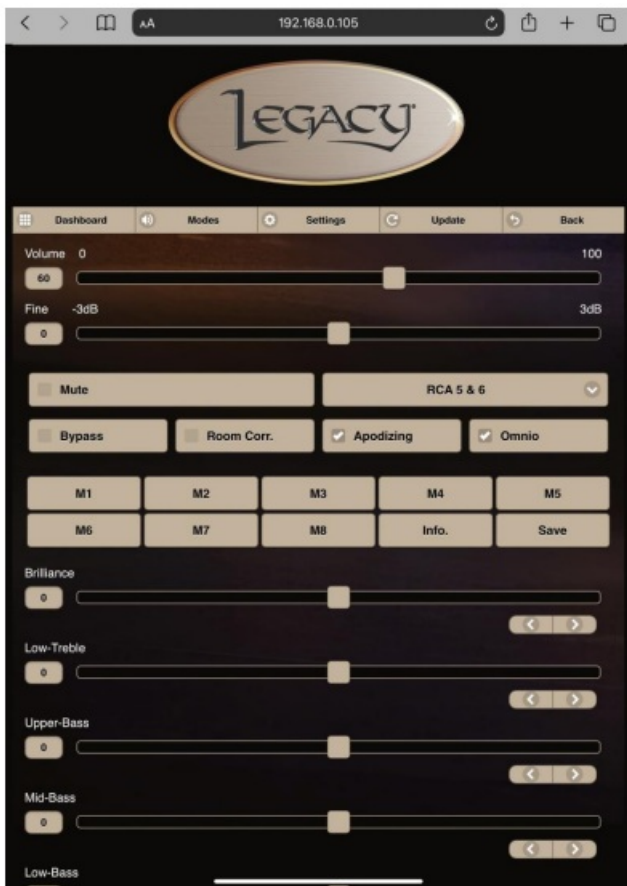 AA 192.168.0.105
LEGACY
Dashboard Modes Settings Update Back
Volume 0 100
60
Fine -3dB 3dB
0
Mute RCA 5 & 6
Bypass Room Corr. Apodizing Omnio
M1 M2 M3 M4 M5
M6 M7 M8 Info. Save
Brilliance
0
Low-Treble
0
Upper-Bass
0
Mid-Bass
0
Low-Bass